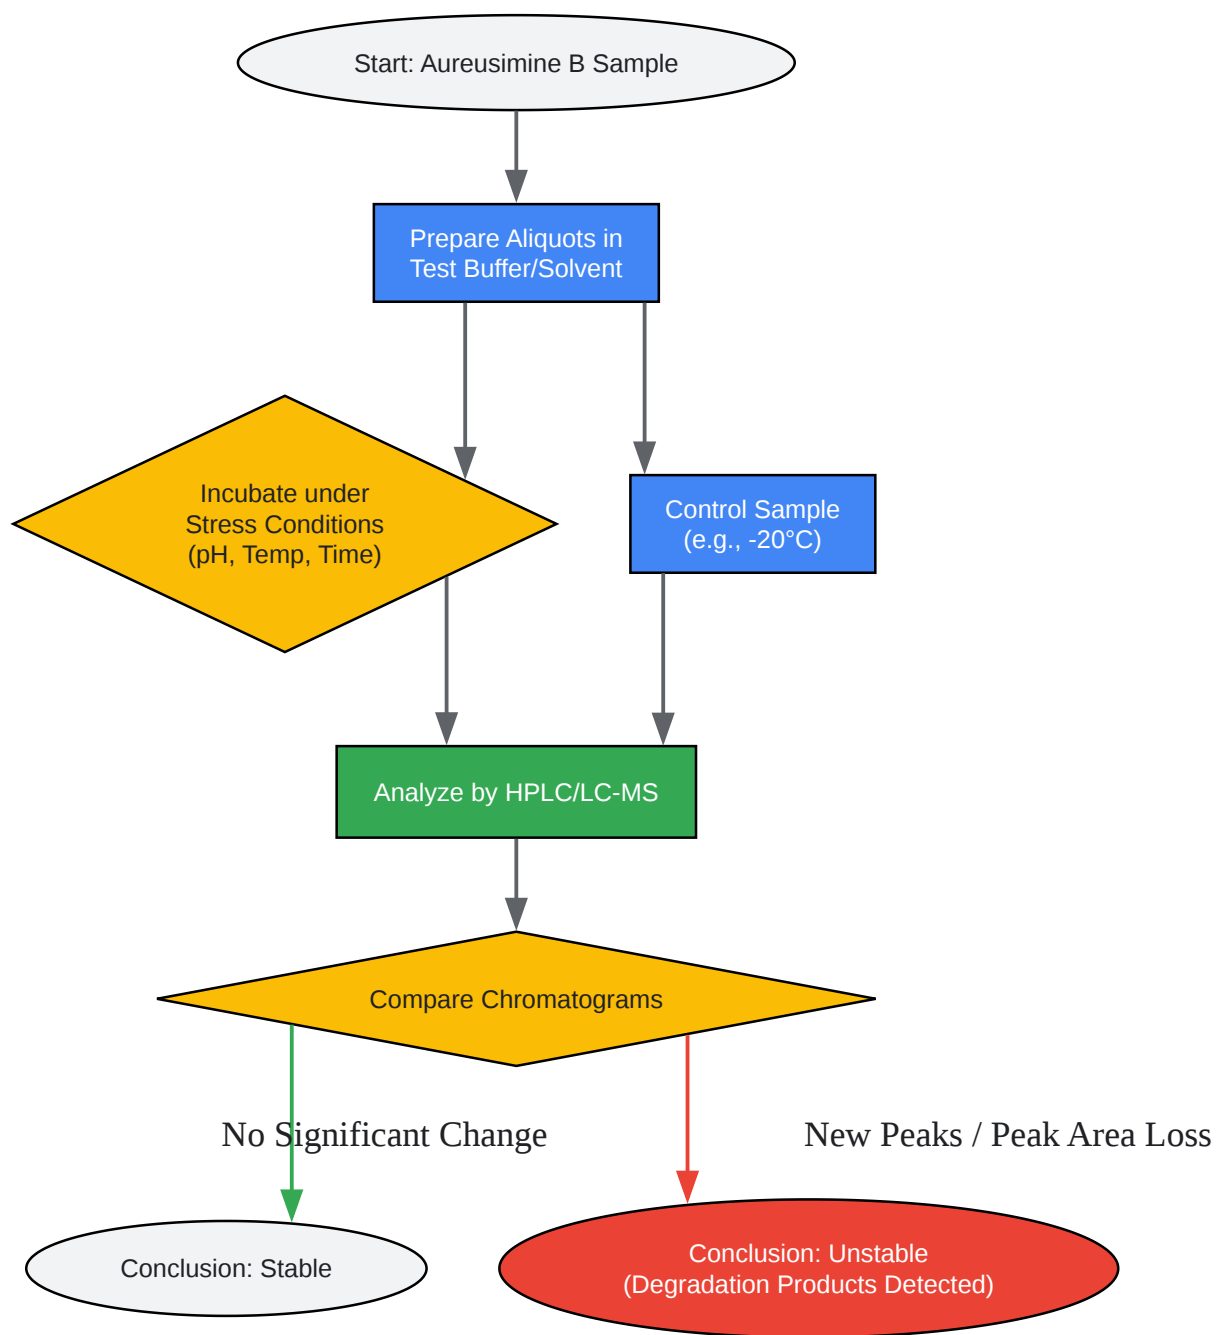 Start: Aureusimine B Sample
Prepare Aliquots in
Test Buffer/Solvent
Incubate under
Stress Conditions
(pH, Temp, Time)
Control Sample
(e.g., -20°C)
Analyze by HPLC/LC-MS
Compare Chromatograms
No Significant Change
New Peaks / Peak Area Loss
Conclusion: Stable
Conclusion: Unstable
(Degradation Products Detected)